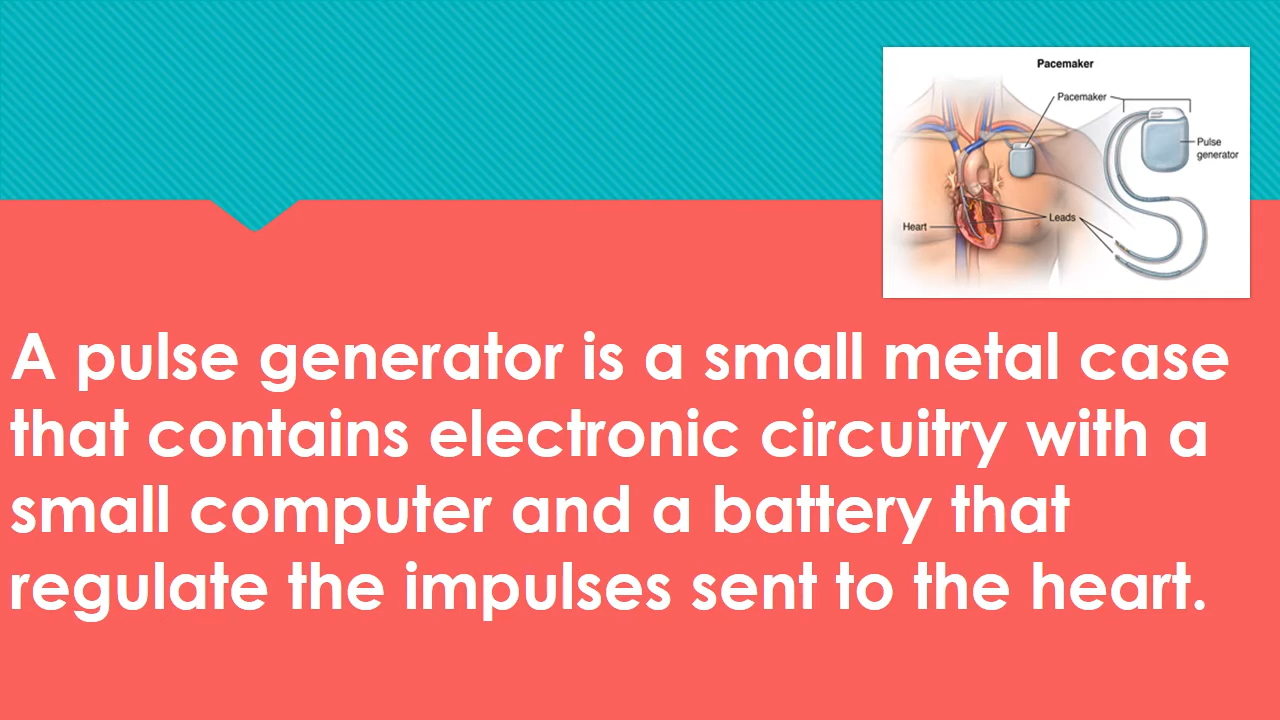 Pacemaker
Pacemaker
Pulse
generator
Leads
Heart
A pulse generator is a small metal case
that contains electronic circuitry with a
small computer and a battery that
regulate the impulses sent to the heart.